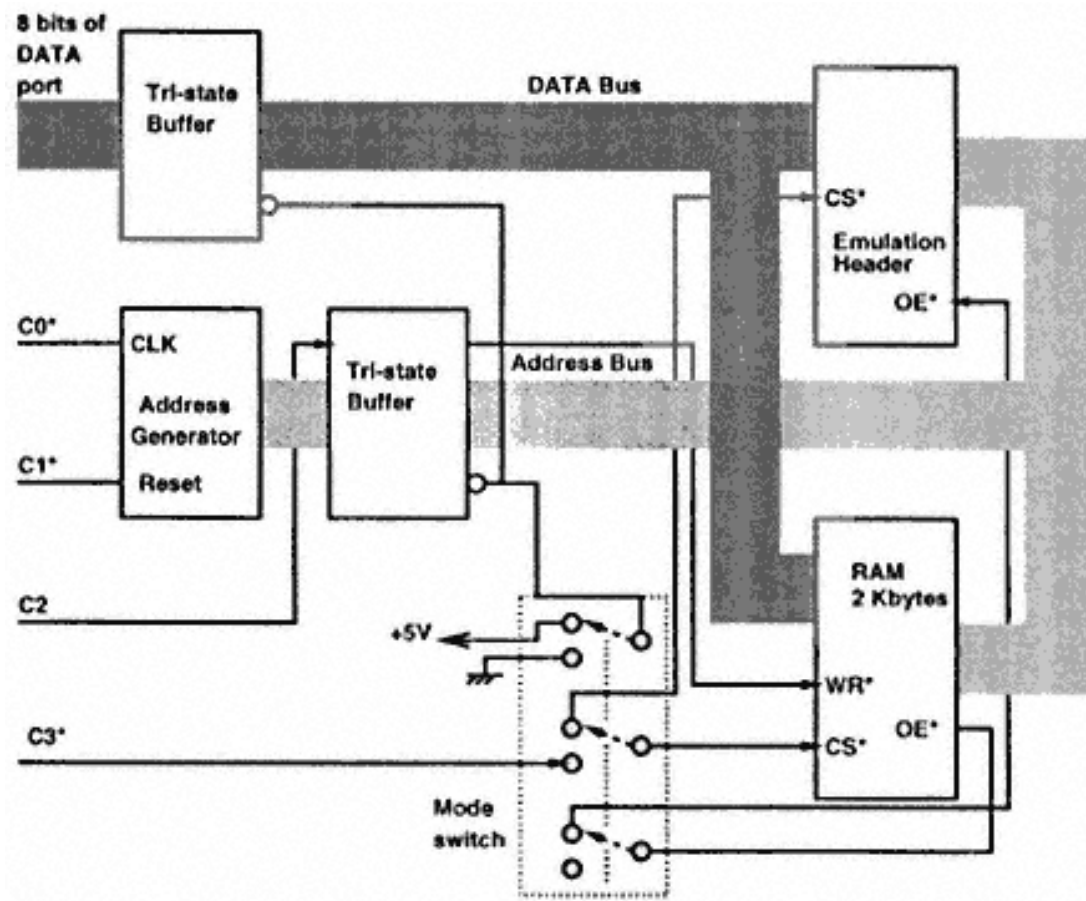 8 bits of
DATA
port
Tri-state
Buffer
DATA Bus
CS*
Emulation
Header
OE*
C0*
CLK
Address
Generator
C1*
Reset
Tri-state
Buffer
Address Bus
C2
+5V
RAM
2 Kbytes
WR*
CS*
OE*
C3*
Mode
switch